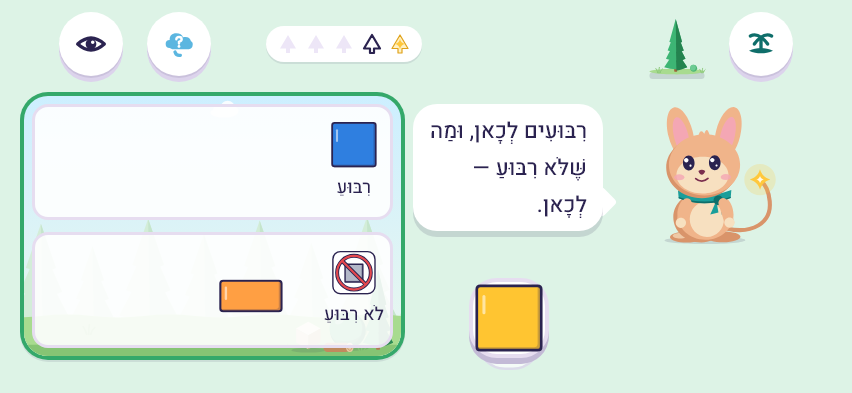 רִבּוּעִים לְכָאן, וּמַה
שֶּׁלֹּא רִבּוּעַ –
לְכָאן.
רִבּוּעַ
לֹא רִבּוּעַ